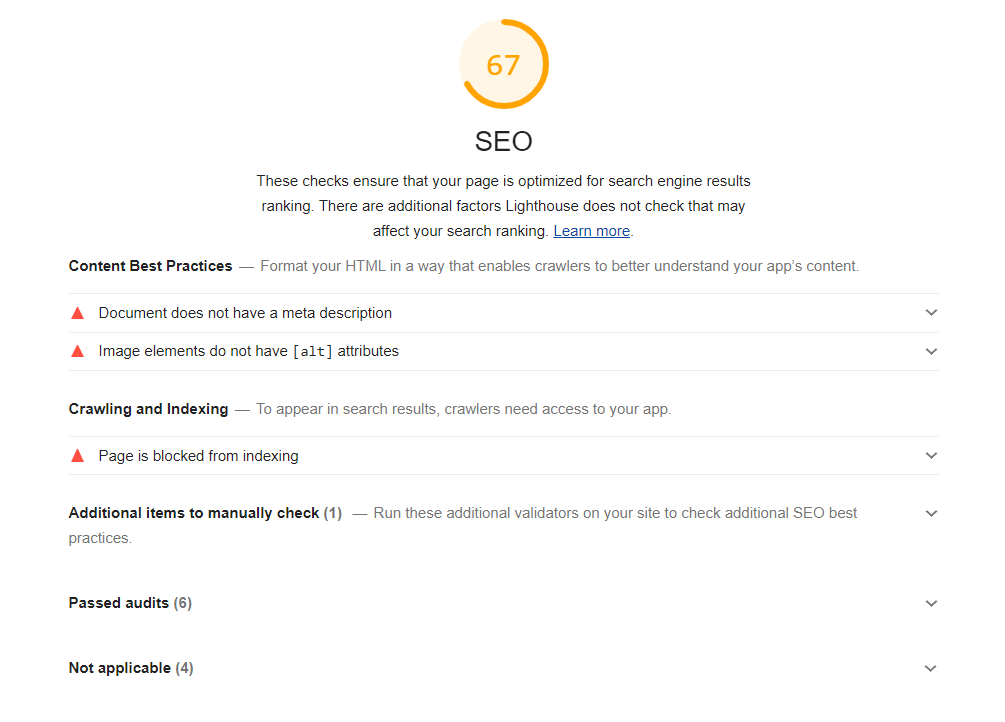 67
SEO
These checks ensure that your page is optimized for search engine results
ranking. There are additional factors Lighthouse does not check that may
affect your search ranking. Learn more.
Content Best Practices — Format your HTML in a way that enables crawlers to better understand your app's content.
Document does not have a meta description
Image elements do not have [alt] attributes
Crawling and Indexing — To appear in search results, crawlers need access to your app.
Page is blocked from indexing
Additional items to manually check (1) — Run these additional validators on your site to check additional SEO best
practices.
Passed audits (6)
Not applicable (4)